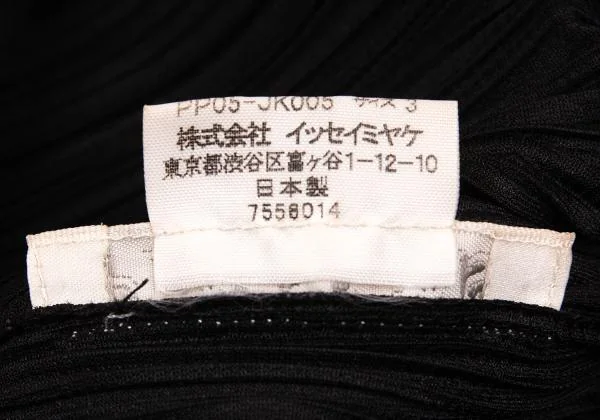 PP05-JK005 サイズ 3
株式会社 イッセイミヤケ
東京都渋谷区富ヶ谷1-12-10
日本製
7558014